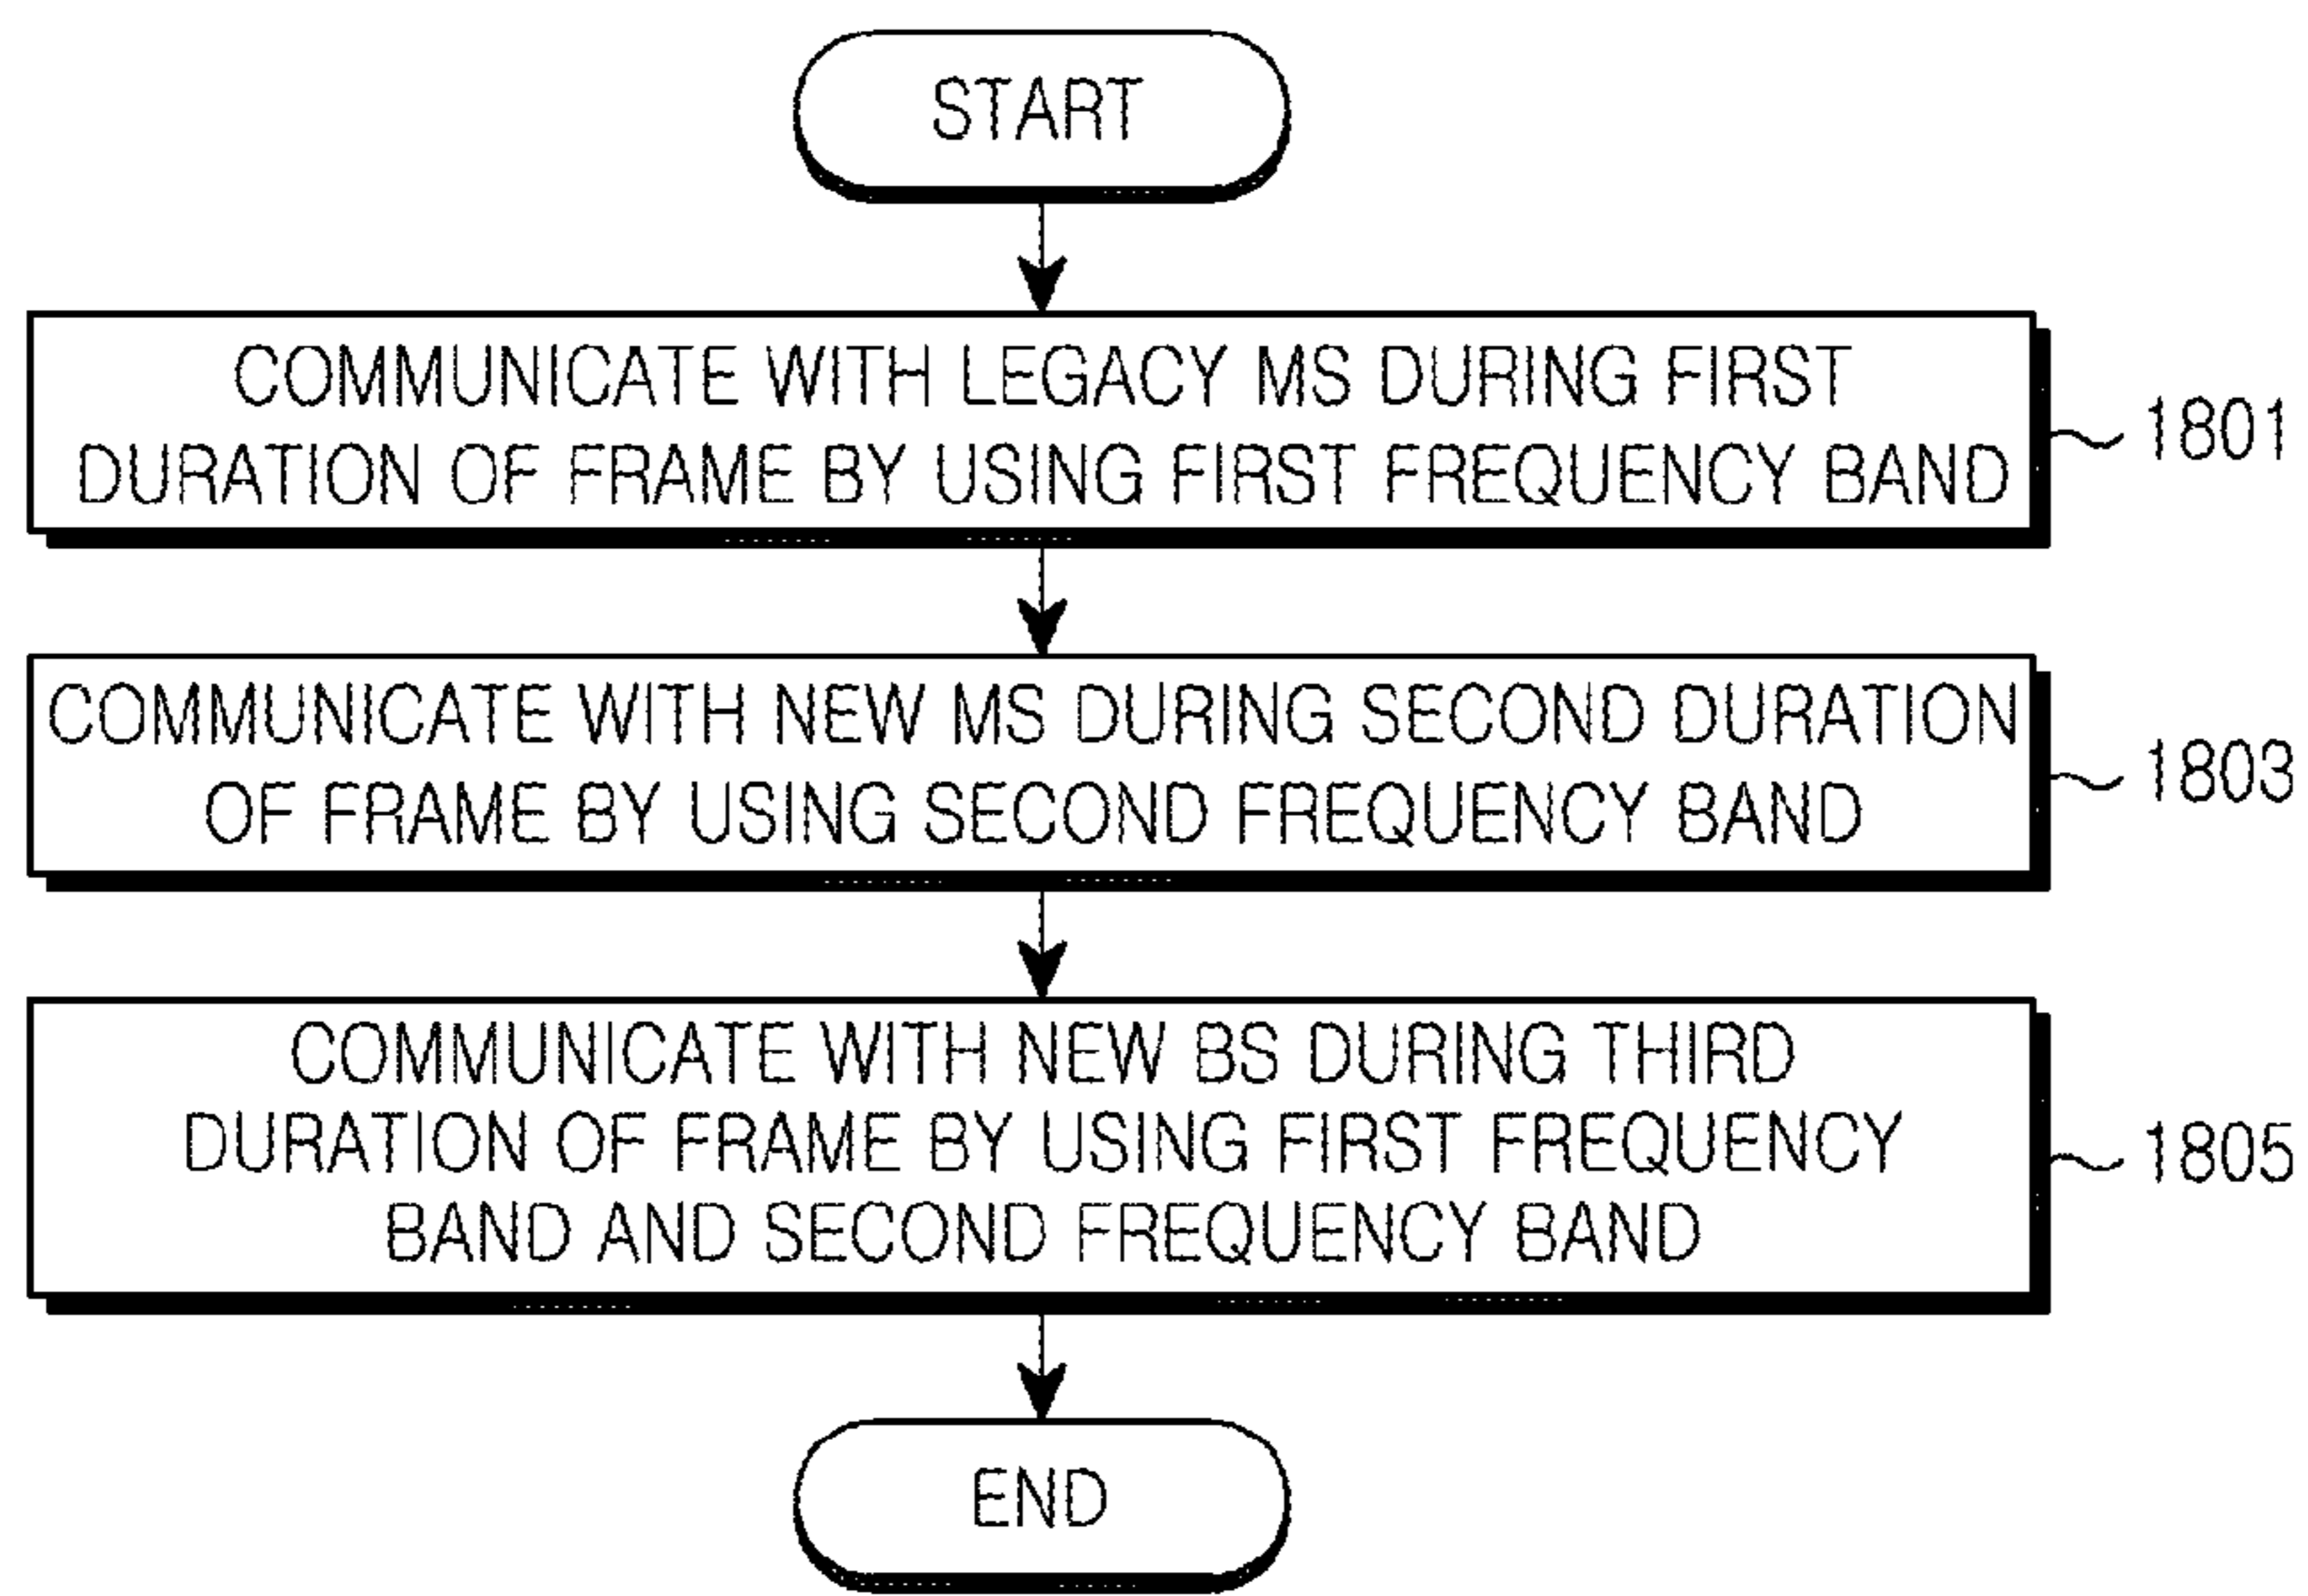 START
COMMUNICATE WITH LEGACY MS DURING FIRST
DURATION OF FRAME BY USING FIRST FREQUENCY BAND
1801
COMMUNICATE WITH NEW MS DURING SECOND DURATION
OF FRAME BY USING SECOND FREQUENCY BAND
1803
COMMUNICATE WITH NEW BS DURING THIRD
DURATION OF FRAME BY USING FIRST FREQUENCY
BAND AND SECOND FREQUENCY BAND
1805
END